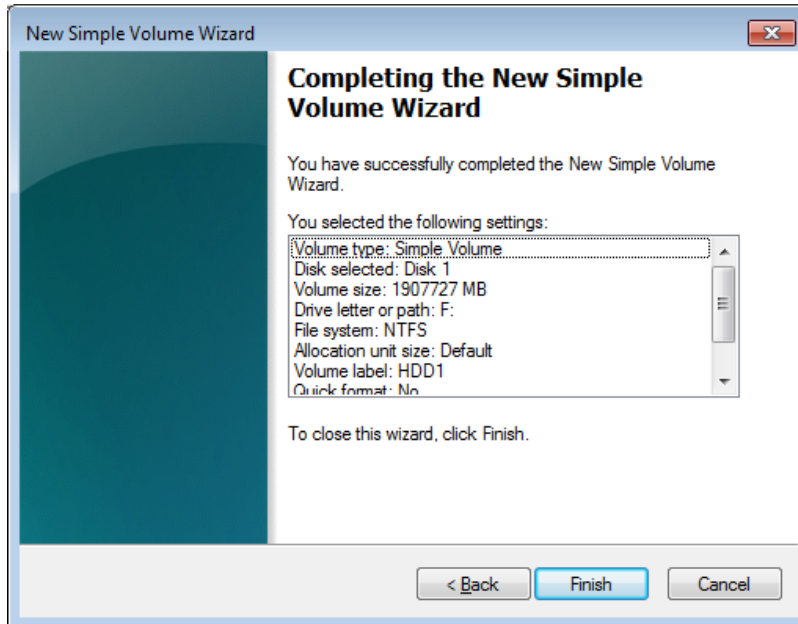 New Simple Volume Wizard
Completing the New Simple
Volume Wizard
You have successfully completed the New Simple Volume
Wizard.
You selected the following settings:
Volume type: Simple Volume
Disk selected: Disk 1
Volume size: 1907727 MB
Drive letter or path: F:
File system: NTFS
Allocation unit size: Default
Volume label: HDD1
Quick format: No
To close this wizard, click Finish.
< Back
Finish
Cancel